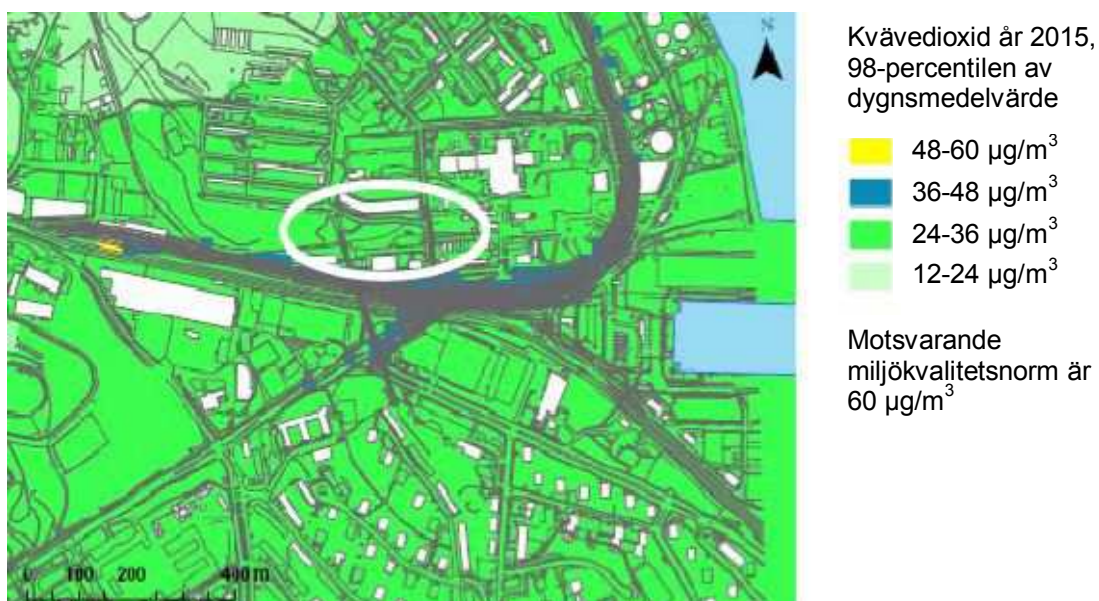 Kvävedioxid år 2015,
98-percentilen av
dygnsmedelvärde
48-60 µg/m³
36-48 µg/m³
24-36 µg/m³
12-24 µg/m³
Motsvarande
miljökvalitetsnorm är
60 µg/m³
0 100 200 400 m